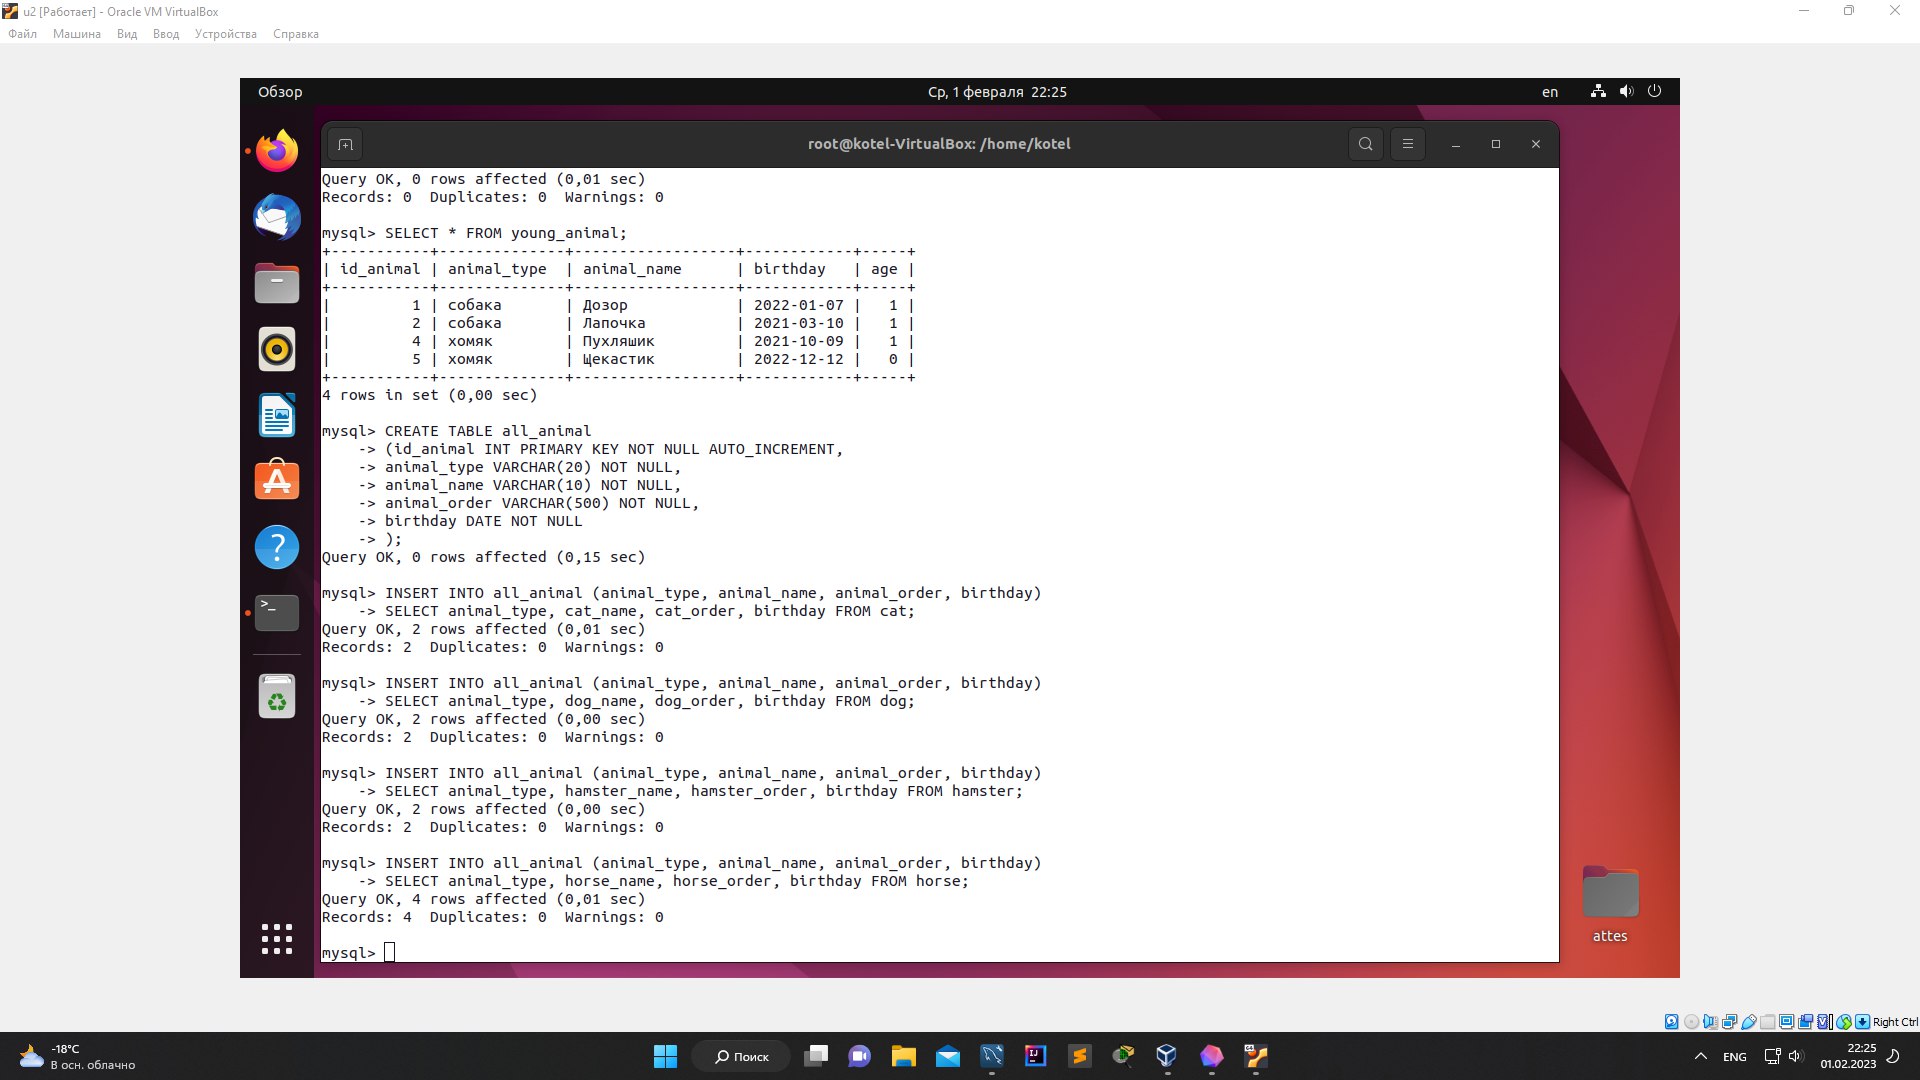 u2 [Работает] - Oracle VM VirtualBox
Файл Машина Вид Ввод Устройства Справка
Обзор Ср, 1 февраля 22:25 en
root@kotel-VirtualBox: /home/kotel
Query OK, 0 rows affected (0,01 sec)
Records: 0  Duplicates: 0  Warnings: 0
mysql> SELECT * FROM young_animal;
+-----------+--------------+------------------+------------+-----+
| id_animal | animal_type  | animal_name      | birthday   | age |
+-----------+--------------+------------------+------------+-----+
|         1 | собака       | Дозор            | 2022-01-07 |   1 |
|         2 | собака       | Лапочка          | 2021-03-10 |   1 |
|         4 | хомяк        | Пухляшик         | 2021-10-09 |   1 |
|         5 | хомяк        | Щекастик         | 2022-12-12 |   0 |
+-----------+--------------+------------------+------------+-----+
4 rows in set (0,00 sec)
mysql> CREATE TABLE all_animal
    -> (id_animal INT PRIMARY KEY NOT NULL AUTO_INCREMENT,
    -> animal_type VARCHAR(20) NOT NULL,
    -> animal_name VARCHAR(10) NOT NULL,
    -> animal_order VARCHAR(500) NOT NULL,
    -> birthday DATE NOT NULL
    -> );
Query OK, 0 rows affected (0,15 sec)
mysql> INSERT INTO all_animal (animal_type, animal_name, animal_order, birthday)
    -> SELECT animal_type, cat_name, cat_order, birthday FROM cat;
Query OK, 2 rows affected (0,01 sec)
Records: 2  Duplicates: 0  Warnings: 0
mysql> INSERT INTO all_animal (animal_type, animal_name, animal_order, birthday)
    -> SELECT animal_type, dog_name, dog_order, birthday FROM dog;
Query OK, 2 rows affected (0,00 sec)
Records: 2  Duplicates: 0  Warnings: 0
mysql> INSERT INTO all_animal (animal_type, animal_name, animal_order, birthday)
    -> SELECT animal_type, hamster_name, hamster_order, birthday FROM hamster;
Query OK, 2 rows affected (0,00 sec)
Records: 2  Duplicates: 0  Warnings: 0
mysql> INSERT INTO all_animal (animal_type, animal_name, animal_order, birthday)
    -> SELECT animal_type, horse_name, horse_order, birthday FROM horse;
Query OK, 4 rows affected (0,01 sec)
Records: 4  Duplicates: 0  Warnings: 0
mysql>
attes
Right Ctrl
-18°C
В осн. облачно
Поиск
ENG
22:25
01.02.2023